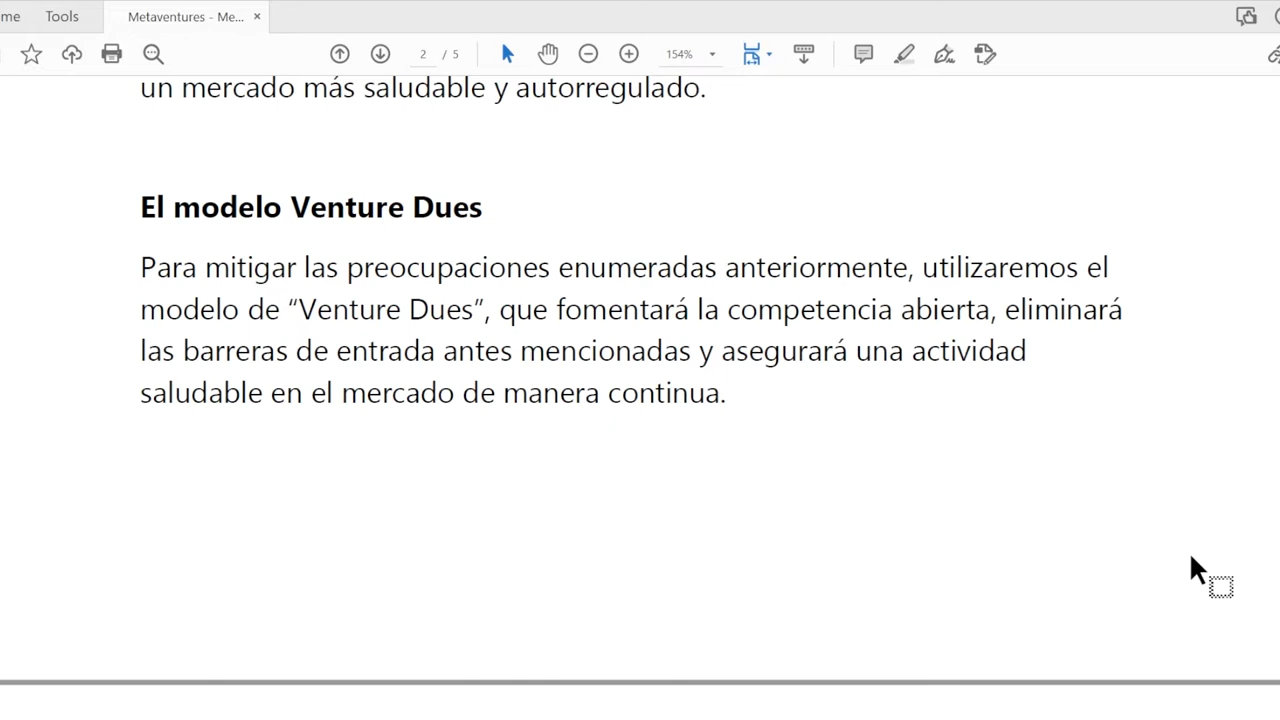 me
Tools
Metaventures - Me... ×
2 / 5
154%
un mercado más saludable y autorregulado.
El modelo Venture Dues
Para mitigar las preocupaciones enumeradas anteriormente, utilizaremos el
modelo de “Venture Dues”, que fomentará la competencia abierta, eliminará
las barreras de entrada antes mencionadas y asegurará una actividad
saludable en el mercado de manera continua.